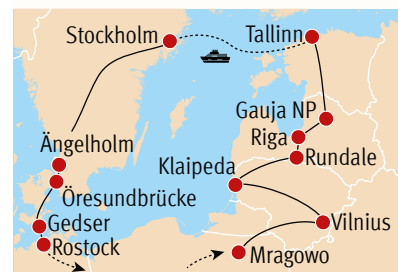 Stockholm
Tallinn
Gauja NP
Riga
Ängelholm
Klaipeda
Rundale
Öresundbrücke
Gedser
Vilnius
Rostock
Mragowo